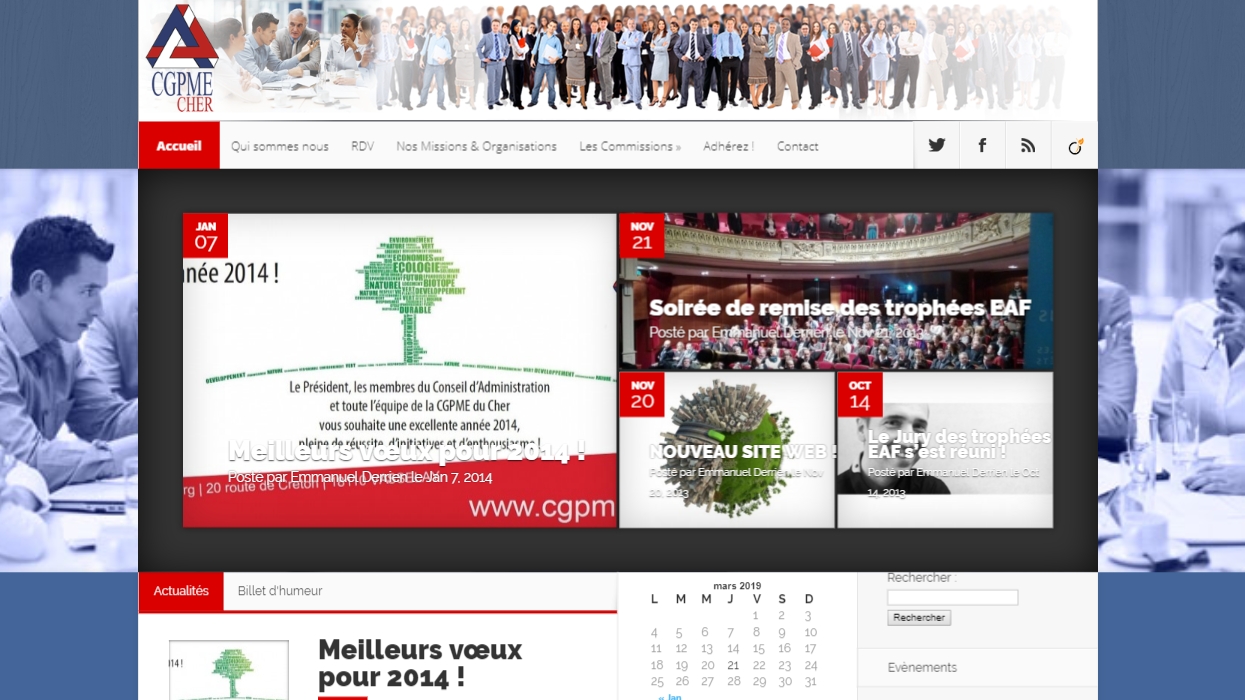 CGPME
CHER
Accueil
Qui sommes nous
RDV
Nos Missions & Organisations
Les Commissions »
Adhérez !
Contact
JAN
07
nnée 2014 !
ENVIRONNEMENT
ECONOMIES
ECOLOGIE
NATUREL
BIOTOPE
DEVELOPPEMENT
DURABLE
Le Président, les membres du Conseil d'Administration
et toute l'équipe de la CGPME du Cher
vous souhaite une excellente année 2014,
pleine de réussite, d'initiatives et d'enthousiasme !
Meilleurs vœux pour 2014 !
Posté par Emmanuel Derrien le Jan 7, 2014
rg | 20 route de Creton |
www.cgpm
NOV
21
Soirée de remise des trophées EAF
Posté par Emmanuel Derrien le Nov 21, 2013
NOV
20
NOUVEAU SITE WEB !
Posté par Emmanuel Derrien le Nov
20, 2013
OCT
14
Le Jury des trophées
EAF s'est réuni !
Posté par Emmanuel Derrien le Oct
14, 2013
Actualités
Billet d'humeur
14 !
Meilleurs vœux
pour 2014 !
mars 2019
L M M J V S D
1 2 3
4 5 6 7 8 9 10
11 12 13 14 15 16 17
18 19 20 21 22 23 24
25 26 27 28 29 30 31
« Jan
Rechercher :
Rechercher
Evènements